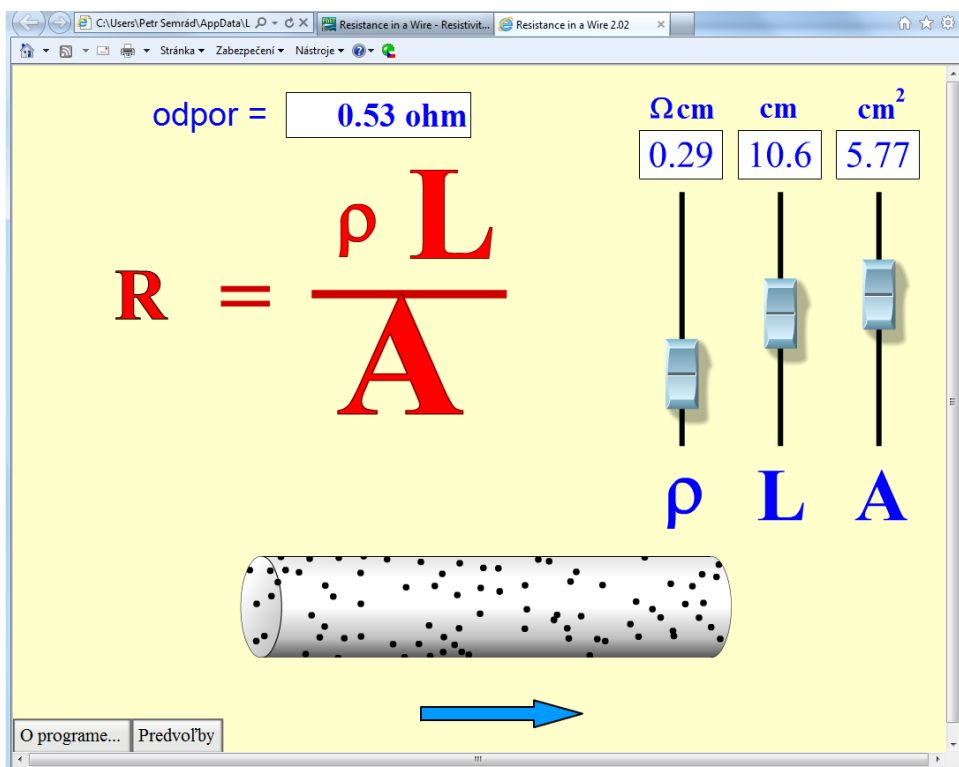 C:\Users\Petr Semrád\AppData\L
Resistance in a Wire - Resistivit...
Resistance in a Wire 2.02
Stránka
Zabezpečení
Nástroje
odpor = 0.53 ohm
Ωcm cm cm²
0.29 10.6 5.77
R = ρ L
A
ρ L A
O programe... Predvoľby